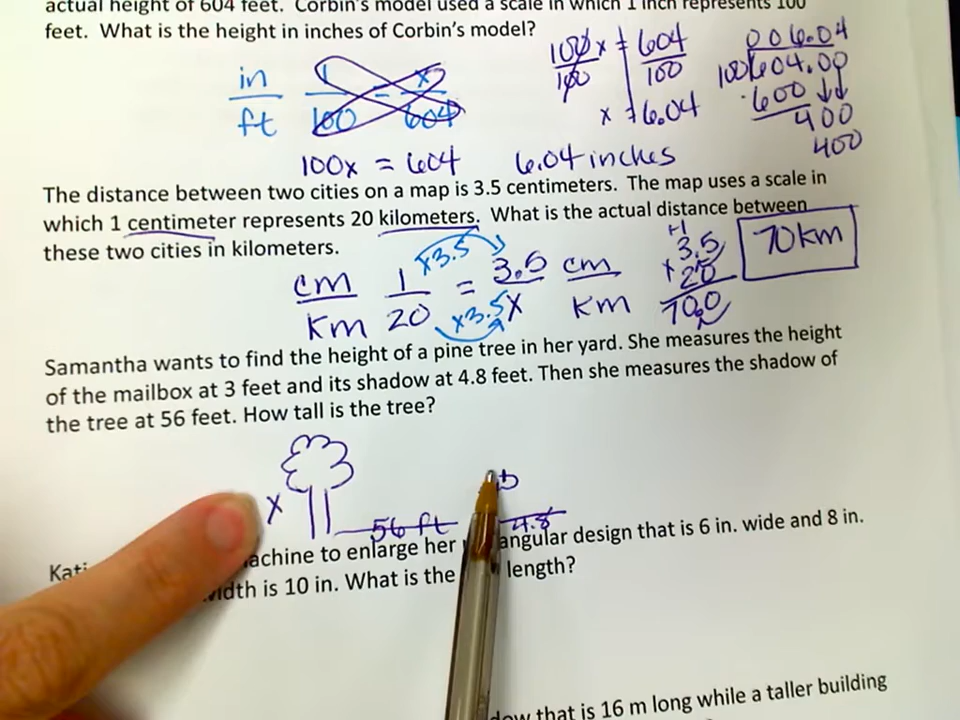 actual height of 604 feet. Corbin's model used a scale in which 1 inch represents 100
feet. What is the height in inches of Corbin's model?
in 1 = x
ft 100 604
100x = 604
100 100
x = 6.04
006.04
100 604.00
600
400
400
100x = 604 6.04 inches
The distance between two cities on a map is 3.5 centimeters. The map uses a scale in
which 1 centimeter represents 20 kilometers. What is the actual distance between
these two cities in kilometers.
x3.5
cm 1 = 3.5 cm
Km 20 x Km
x3.5
+1
3.5
x 20
70.0
70 km
Samantha wants to find the height of a pine tree in her yard. She measures the height
of the mailbox at 3 feet and its shadow at 4.8 feet. Then she measures the shadow of
the tree at 56 feet. How tall is the tree?
x 56 ft 4.8
achine to enlarge her angular design that is 6 in. wide and 8 in.
width is 10 in. What is the length?
dow that is 16 m long while a taller building